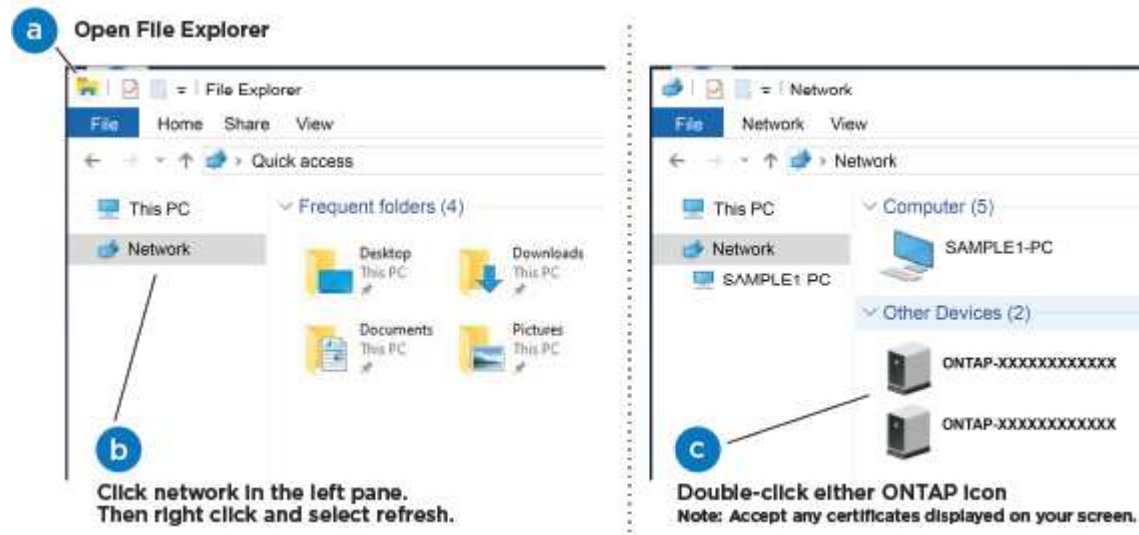 a
Open File Explorer
File Explorer
File Home Share View
Quick access
This PC
Network
Frequent folders (4)
Desktop
This PC
Downloads
This PC
Documents
This PC
Pictures
This PC
b
Click network in the left pane.
Then right click and select refresh.
Network
File Network View
Network
This PC
Network
SAMPLE1 PC
Computer (5)
SAMPLE1-PC
Other Devices (2)
ONTAP-XXXXXXXXXXXX
ONTAP-XXXXXXXXXXXX
c
Double-click either ONTAP icon
Note: Accept any certificates displayed on your screen.